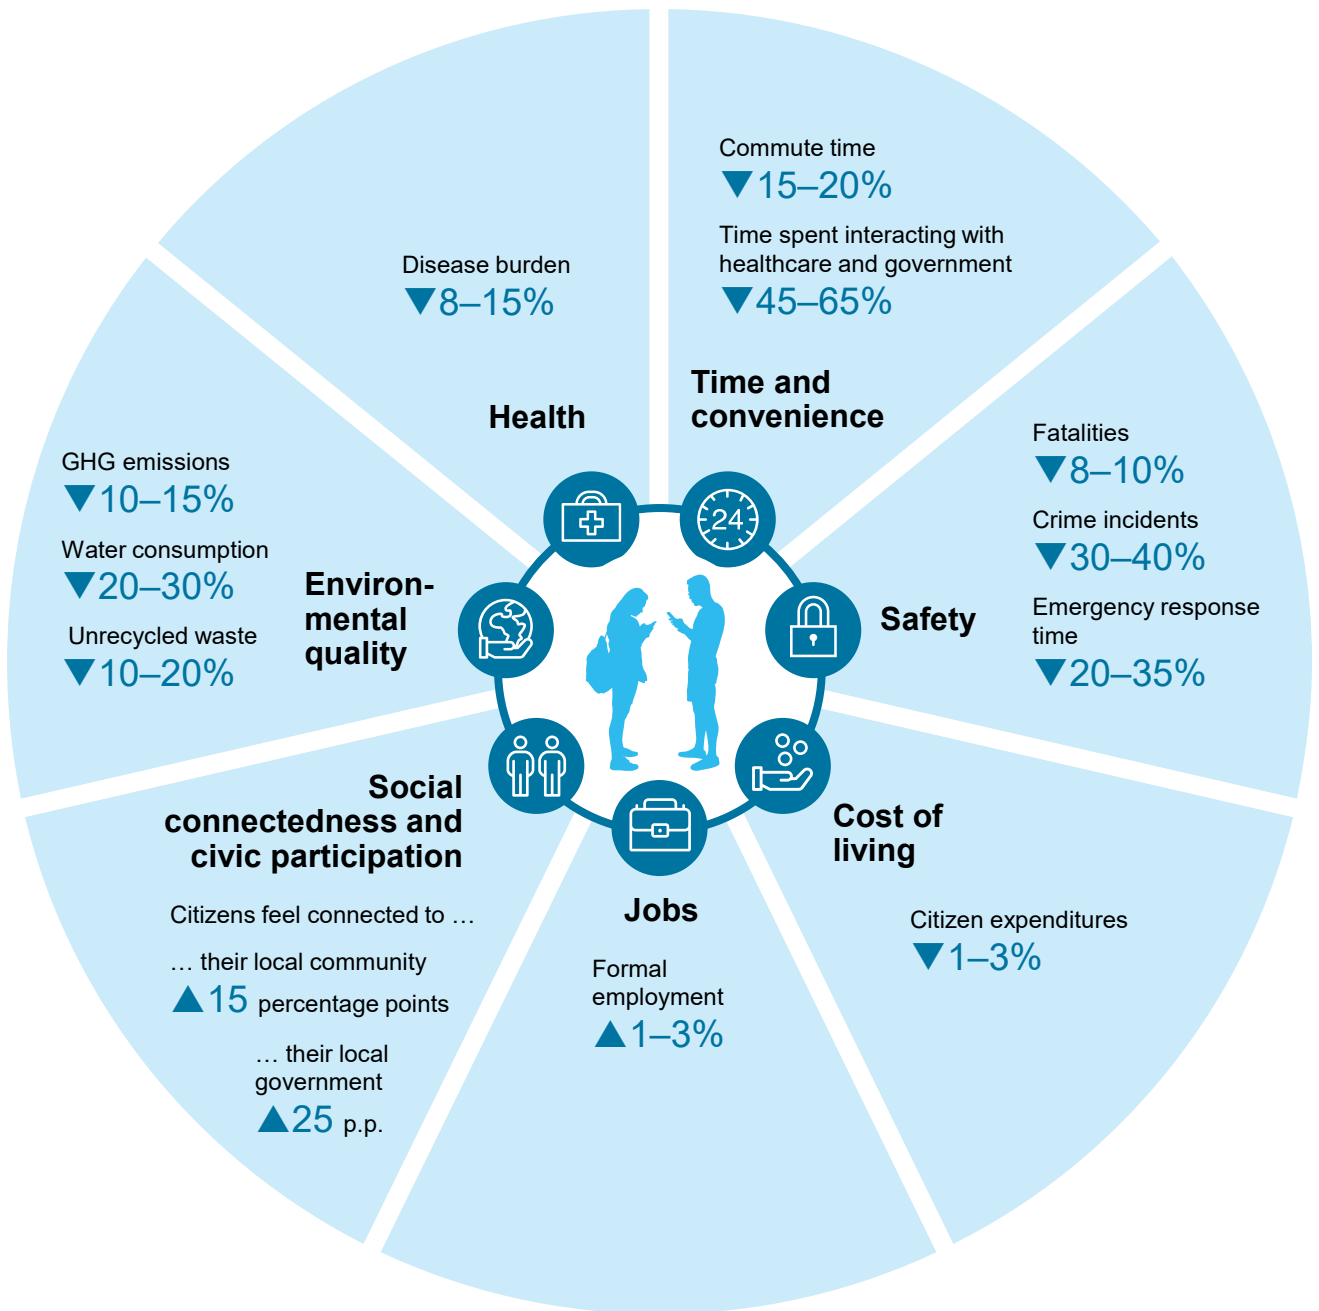 Commute time
▼15–20%
Time spent interacting with
healthcare and government
▼45–65%
Time and
convenience
24
Fatalities
▼8–10%
Crime incidents
▼30–40%
Emergency response
time
▼20–35%
Safety
Cost of
living
Citizen expenditures
▼1–3%
Jobs
Formal
employment
▲1–3%
Social
connectedness and
civic participation
Citizens feel connected to …
… their local community
▲15 percentage points
… their local
government
▲25 p.p.
GHG emissions
▼10–15%
Water consumption
▼20–30%
Unrecycled waste
▼10–20%
Environ-
mental
quality
Disease burden
▼8–15%
Health